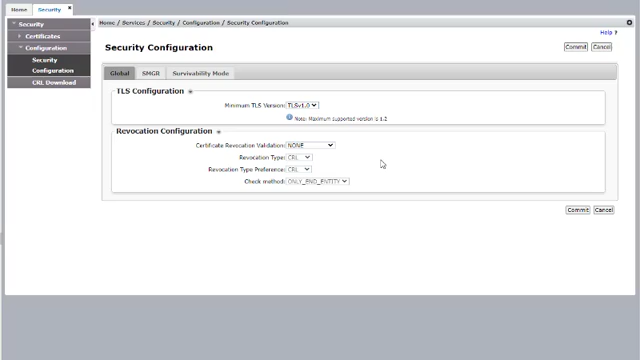 Home Security
Security
Certificates
Configuration
Security
Configuration
CRL Download
Home / Services / Security / Configuration / Security Configuration
Help ?
Security Configuration
Commit Cancel
Global SMGR Survivability Mode
TLS Configuration
Minimum TLS Version: TLSv1.0
Note: Maximum supported version is 1.2
Revocation Configuration
Certificate Revocation Validation: NONE
Revocation Type: CRL
Revocation Type Preference: CRL
Check method: ONLY_END_ENTITY
Commit Cancel